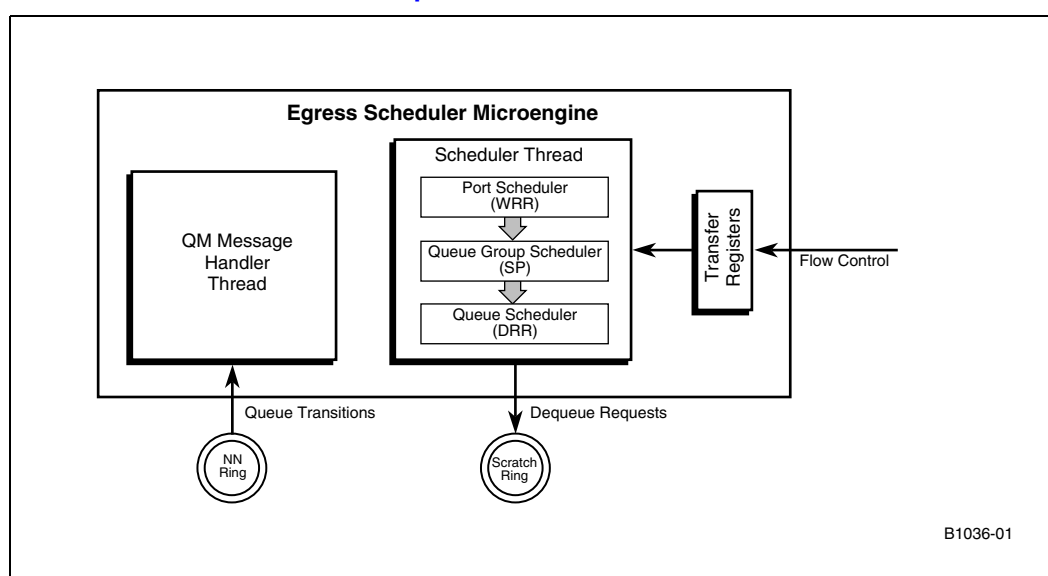 Egress Scheduler Microengine
QM Message
Handler
Thread
Scheduler Thread
Port Scheduler
(WRR)
Queue Group Scheduler
(SP)
Queue Scheduler
(DRR)
Transfer
Registers
Flow Control
Queue Transitions
Dequeue Requests
NN
Ring
Scratch
Ring
B1036-01